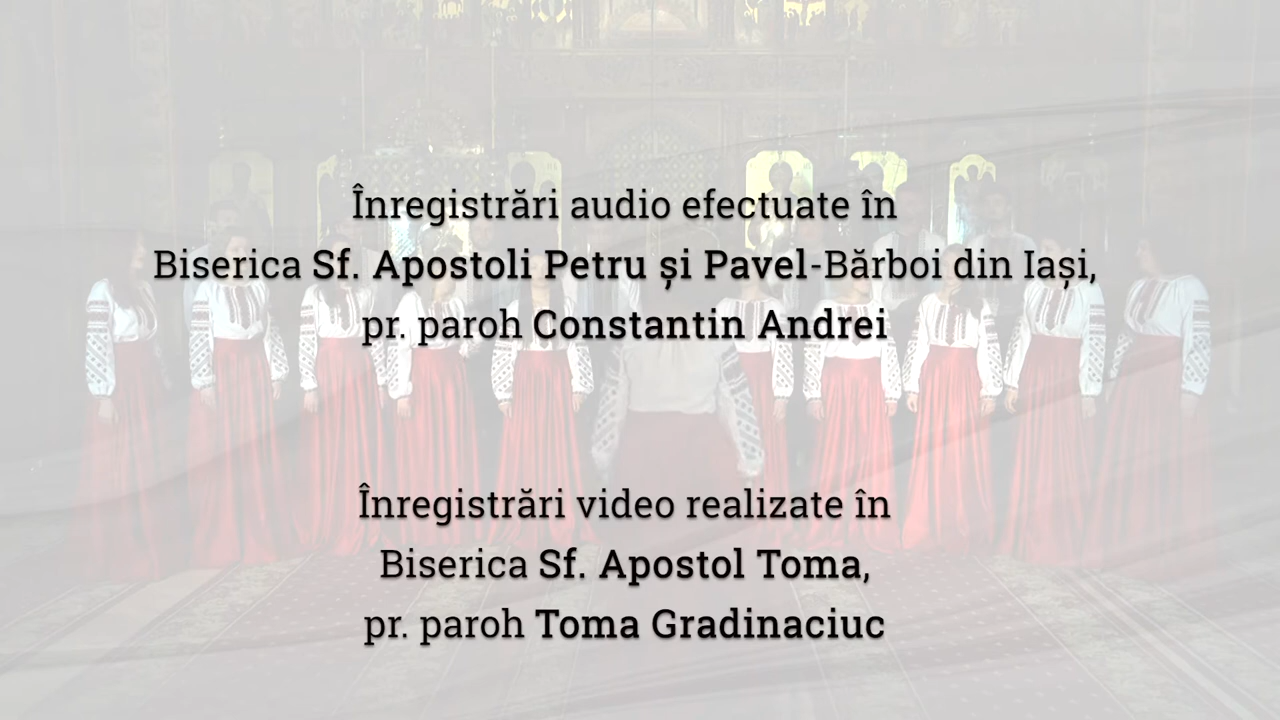 Înregistrări audio efectuate în
Biserica Sf. Apostoli Petru și Pavel-Bărboi din Iași,
pr. paroh Constantin Andrei
Înregistrări video realizate în
Biserica Sf. Apostol Toma,
pr. paroh Toma Gradinaciuc